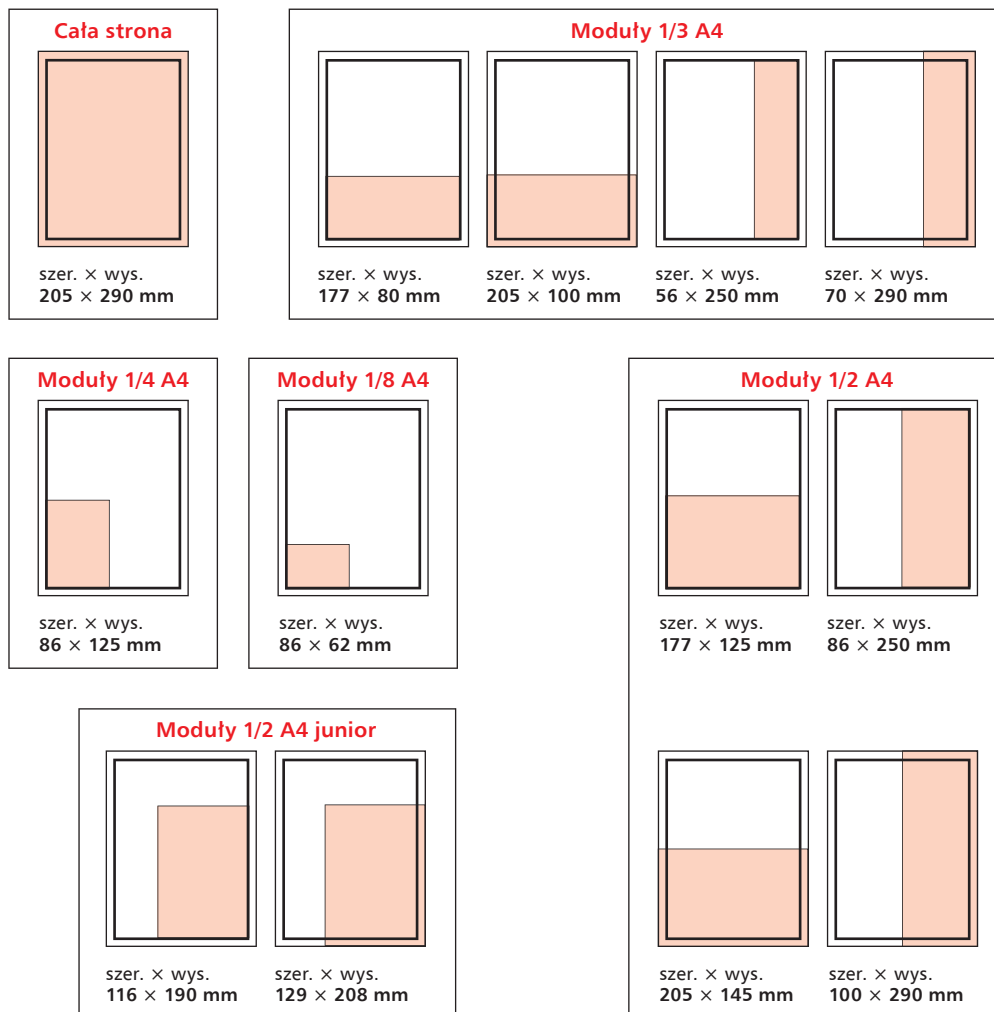 Cała strona
szer. × wys.
205 × 290 mm
Moduły 1/3 A4
szer. × wys.
177 × 80 mm
szer. × wys.
205 × 100 mm
szer. × wys.
56 × 250 mm
szer. × wys.
70 × 290 mm
Moduły 1/4 A4
szer. × wys.
86 × 125 mm
Moduły 1/8 A4
szer. × wys.
86 × 62 mm
Moduły 1/2 A4
szer. × wys.
177 × 125 mm
szer. × wys.
86 × 250 mm
szer. × wys.
205 × 145 mm
szer. × wys.
100 × 290 mm
Moduły 1/2 A4 junior
szer. × wys.
116 × 190 mm
szer. × wys.
129 × 208 mm